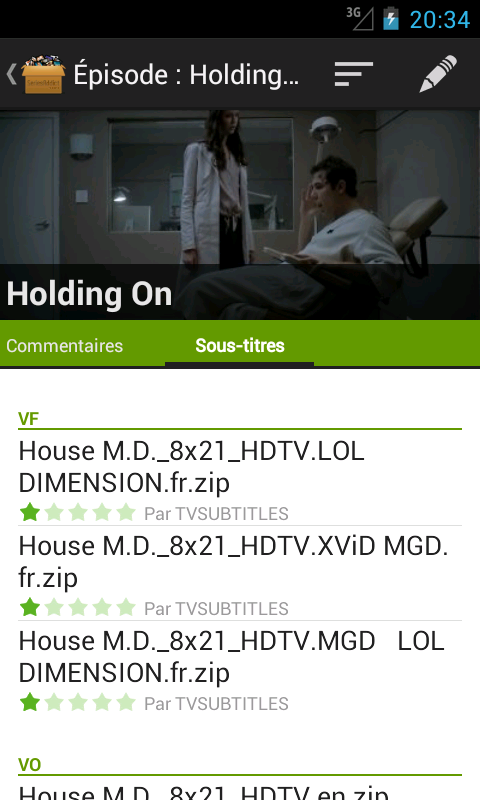 3G
20:34
Épisode : Holding...
Holding On
Commentaires
Sous-titres
VF
House M.D._8x21_HDTV.LOL
DIMENSION.fr.zip
Par TVSUBTITLES
House M.D._8x21_HDTV.XViD MGD.
fr.zip
Par TVSUBTITLES
House M.D._8x21_HDTV.MGD   LOL
DIMENSION.fr.zip
Par TVSUBTITLES
VO
House M.D._8x21_HDTV.en.zip